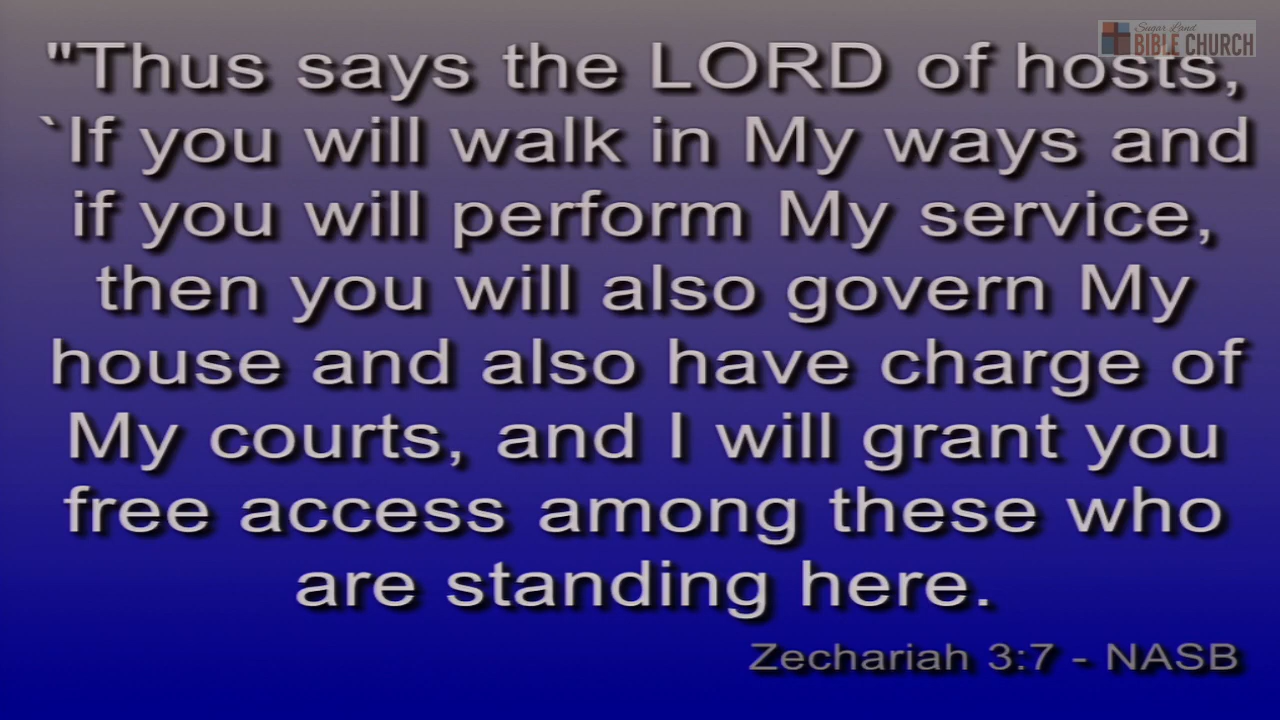 Sugar Land
BIBLE CHURCH
"Thus says the LORD of hosts,
`If you will walk in My ways and
if you will perform My service,
then you will also govern My
house and also have charge of
My courts, and I will grant you
free access among these who
are standing here.
Zechariah 3:7 - NASB